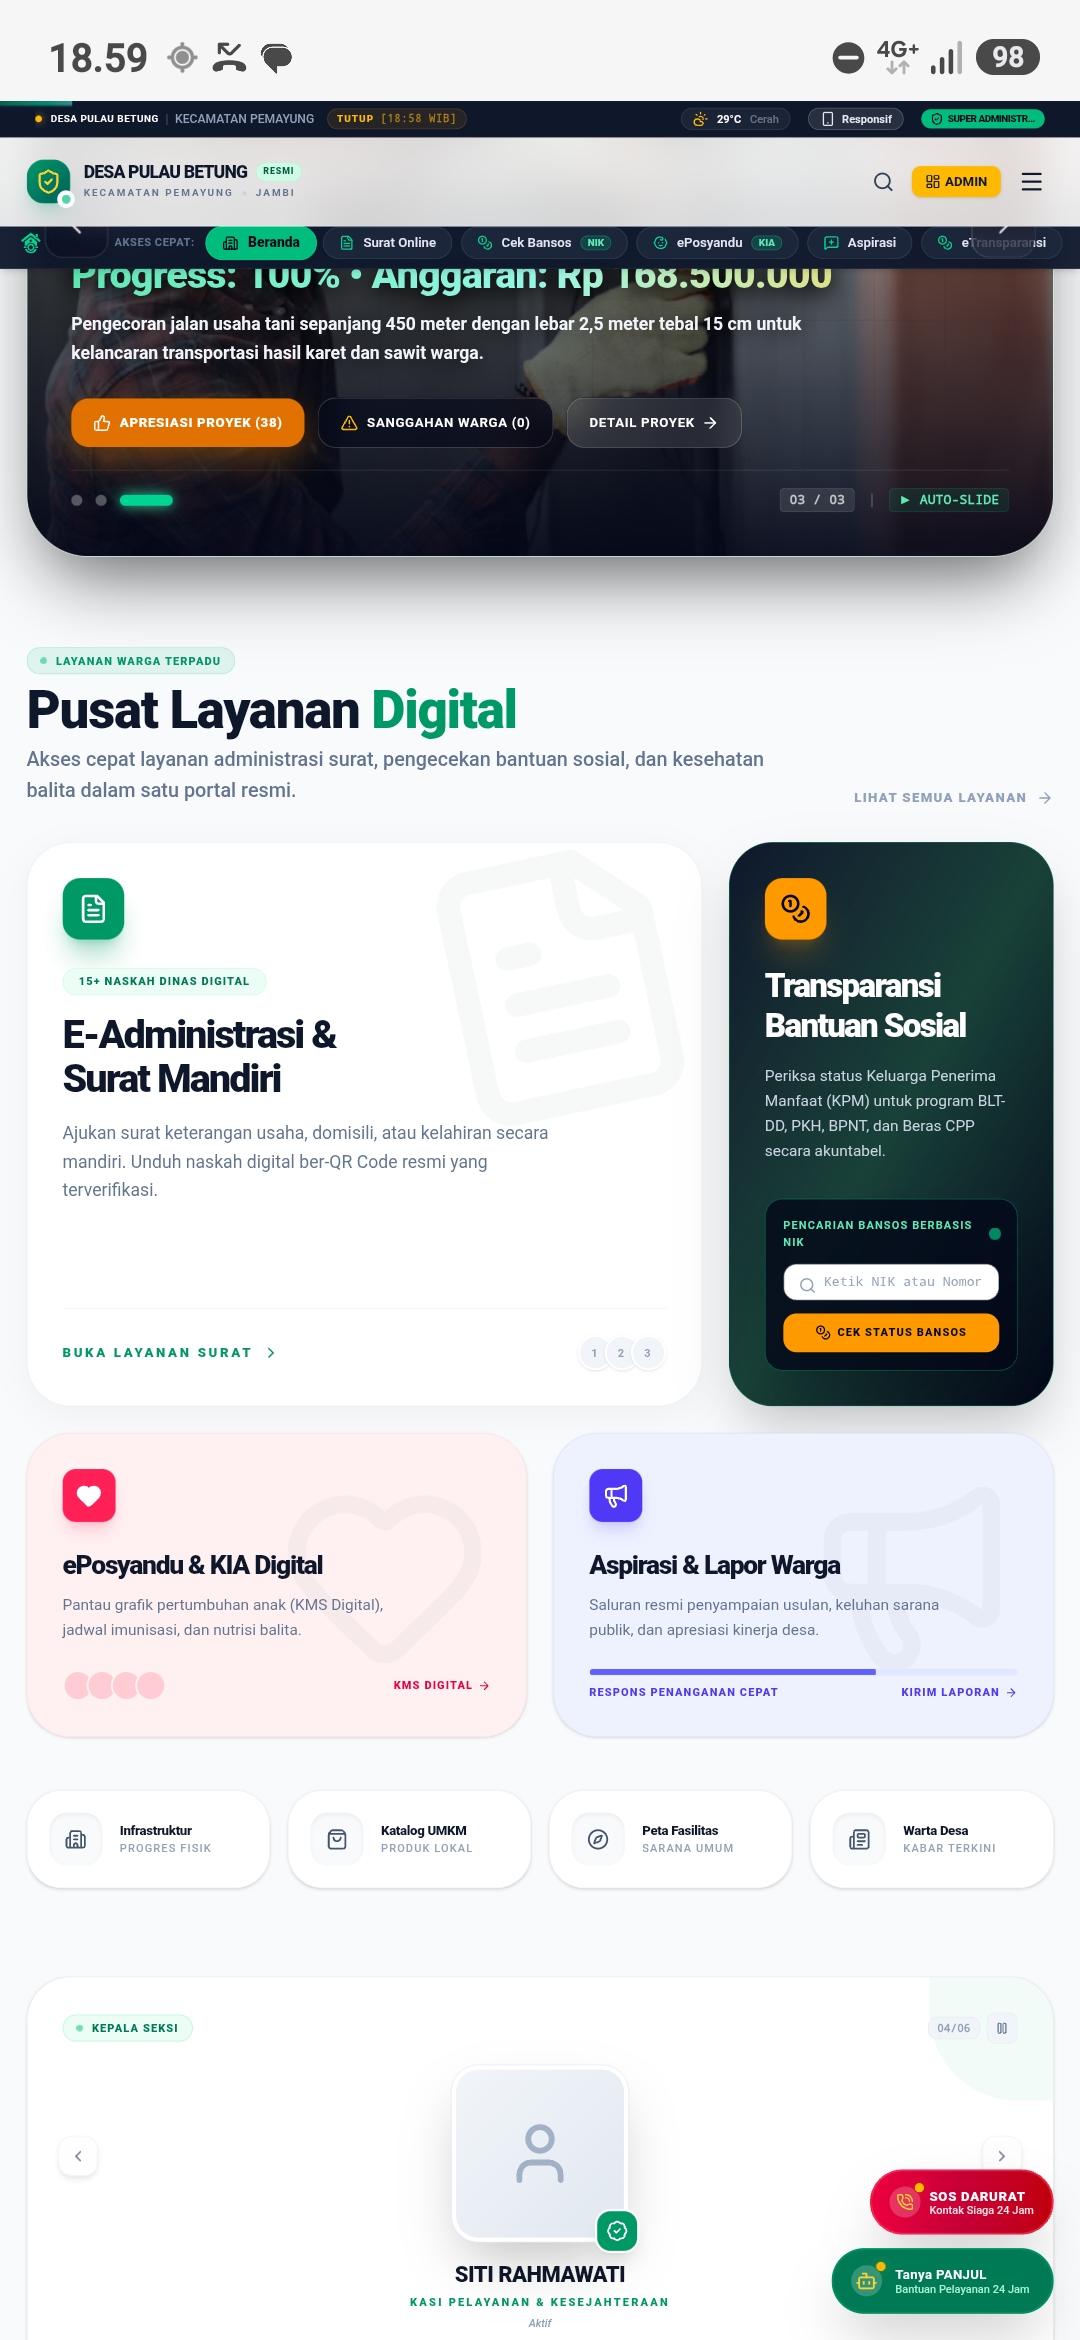 18.59
4G+
98
DESA PULAU BETUNG | KECAMATAN PEMAYUNG
TUTUP [18:58 WIB]
29°C Cerah
Responsif
SUPER ADMINISTR...
DESA PULAU BETUNG RESMI
KECAMATAN PEMAYUNG • JAMBI
ADMIN
AKSES CEPAT:
Beranda
Surat Online
Cek Bansos NIK
ePosyandu KIA
Aspirasi
eTransparansi
Progress: 100% • Anggaran: Rp 168.500.000
Pengecoran jalan usaha tani sepanjang 450 meter dengan lebar 2,5 meter tebal 15 cm untuk
kelancaran transportasi hasil karet dan sawit warga.
APRESIASI PROYEK (38)
SANGGAHAN WARGA (0)
DETAIL PROYEK →
03 / 03 | ► AUTO-SLIDE
LAYANAN WARGA TERPADU
Pusat Layanan Digital
Akses cepat layanan administrasi surat, pengecekan bantuan sosial, dan kesehatan
balita dalam satu portal resmi.
LIHAT SEMUA LAYANAN →
15+ NASKAH DINAS DIGITAL
E-Administrasi &
Surat Mandiri
Ajukan surat keterangan usaha, domisili, atau kelahiran secara
mandiri. Unduh naskah digital ber-QR Code resmi yang
terverifikasi.
BUKA LAYANAN SURAT >
1 2 3
Transparansi
Bantuan Sosial
Periksa status Keluarga Penerima
Manfaat (KPM) untuk program BLT-
DD, PKH, BPNT, dan Beras CPP
secara akuntabel.
PENCARIAN BANSOS BERBASIS
NIK
Ketik NIK atau Nomor
CEK STATUS BANSOS
ePosyandu & KIA Digital
Pantau grafik pertumbuhan anak (KMS Digital),
jadwal imunisasi, dan nutrisi balita.
KMS DIGITAL →
Aspirasi & Lapor Warga
Saluran resmi penyampaian usulan, keluhan sarana
publik, dan apresiasi kinerja desa.
RESPONS PENANGANAN CEPAT
KIRIM LAPORAN →
Infrastruktur
PROGRES FISIK
Katalog UMKM
PRODUK LOKAL
Peta Fasilitas
SARANA UMUM
Warta Desa
KABAR TERKINI
KEPALA SEKSI
04/06
SITI RAHMAWATI
KASI PELAYANAN & KESEJAHTERAAN
Aktif
SOS DARURAT
Kontak Siaga 24 Jam
Tanya PANJUL
Bantuan Pelayanan 24 Jam